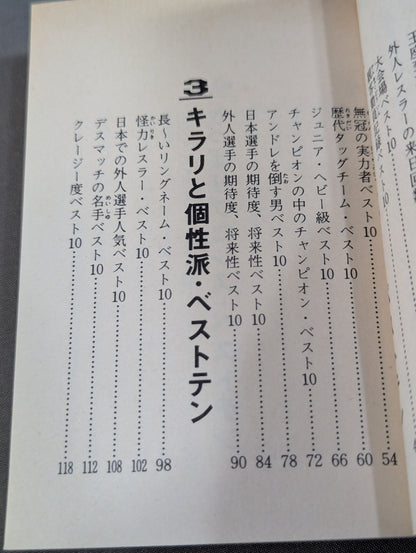 外人レスラーの来日回
大会場ベスト10
無冠の実力者ベスト10……54
歴代タッグチーム・ベスト10……60
ジュニア・ヘビー級ベスト10……66
チャンピオンの中のチャンピオン・ベスト10……72
アンドレを倒す男ベスト10……78
日本選手の期待度、将来性ベスト10……84
外人選手の期待度、将来性ベスト10……90
3 キラリと個性派・ベストテン
長〜いリングネーム・ベスト10……98
怪力レスラー・ベスト10……102
日本での外人選手人気ベスト10……108
デスマッチの名手ベスト10……112
クレージー度ベスト10……118